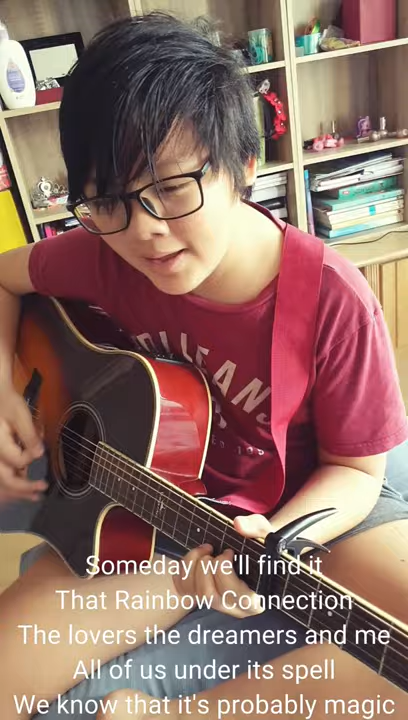 Someday we'll find it
That Rainbow Connection
The lovers the dreamers and me
All of us under its spell
We know that it's probably magic